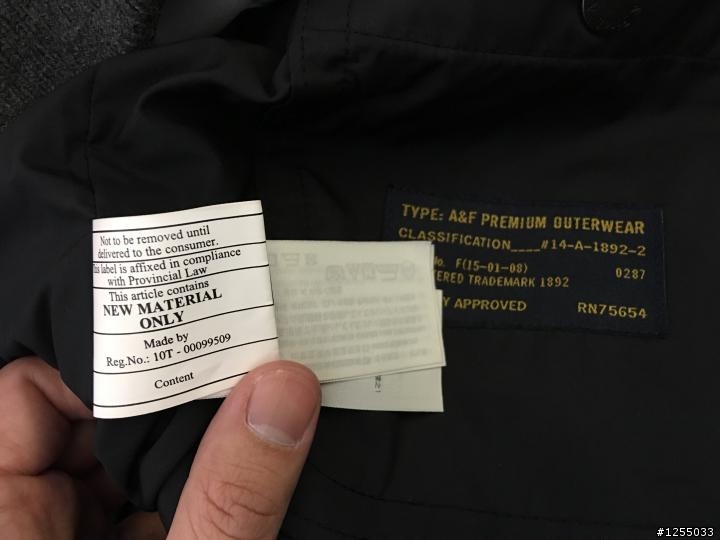 Not to be removed until
delivered to the consumer.
This label is affixed in compliance
with Provincial Law
This article contains
NEW MATERIAL
ONLY
Made by
Reg.No.: 10T - 00099509
Content
TYPE: A&F PREMIUM OUTERWEAR
CLASSIFICATION____#14-A-1892-2
No. F(15-01-08) 0287
TERED TRADEMARK 1892
Y APPROVED RN75654
#1255033